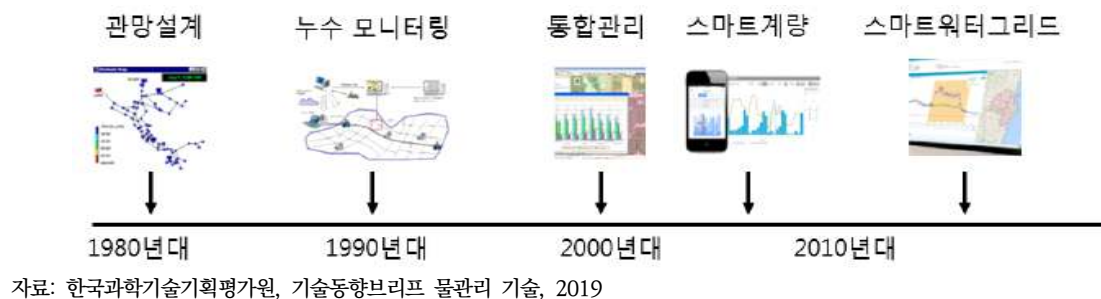 관망설계 누수 모니터링 통합관리 스마트계량 스마트워터그리드
1980년대 1990년대 2000년대 2010년대
자료: 한국과학기술기획평가원, 기술동향브리프 물관리 기술, 2019